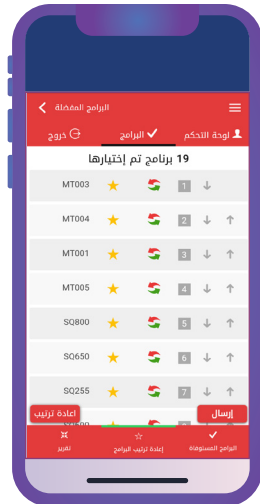 البرامج المفضلة
لوحة التحكم
البرامج
خروج
19 برنامج تم إختيارها
1 MT003
2 MT004
3 MT001
4 MT005
5 SQ800
6 SQ650
7 SQ255
إرسال
اعادة ترتيب
البرامج المستوفاة
إعادة ترتيب البرامج
تقرير